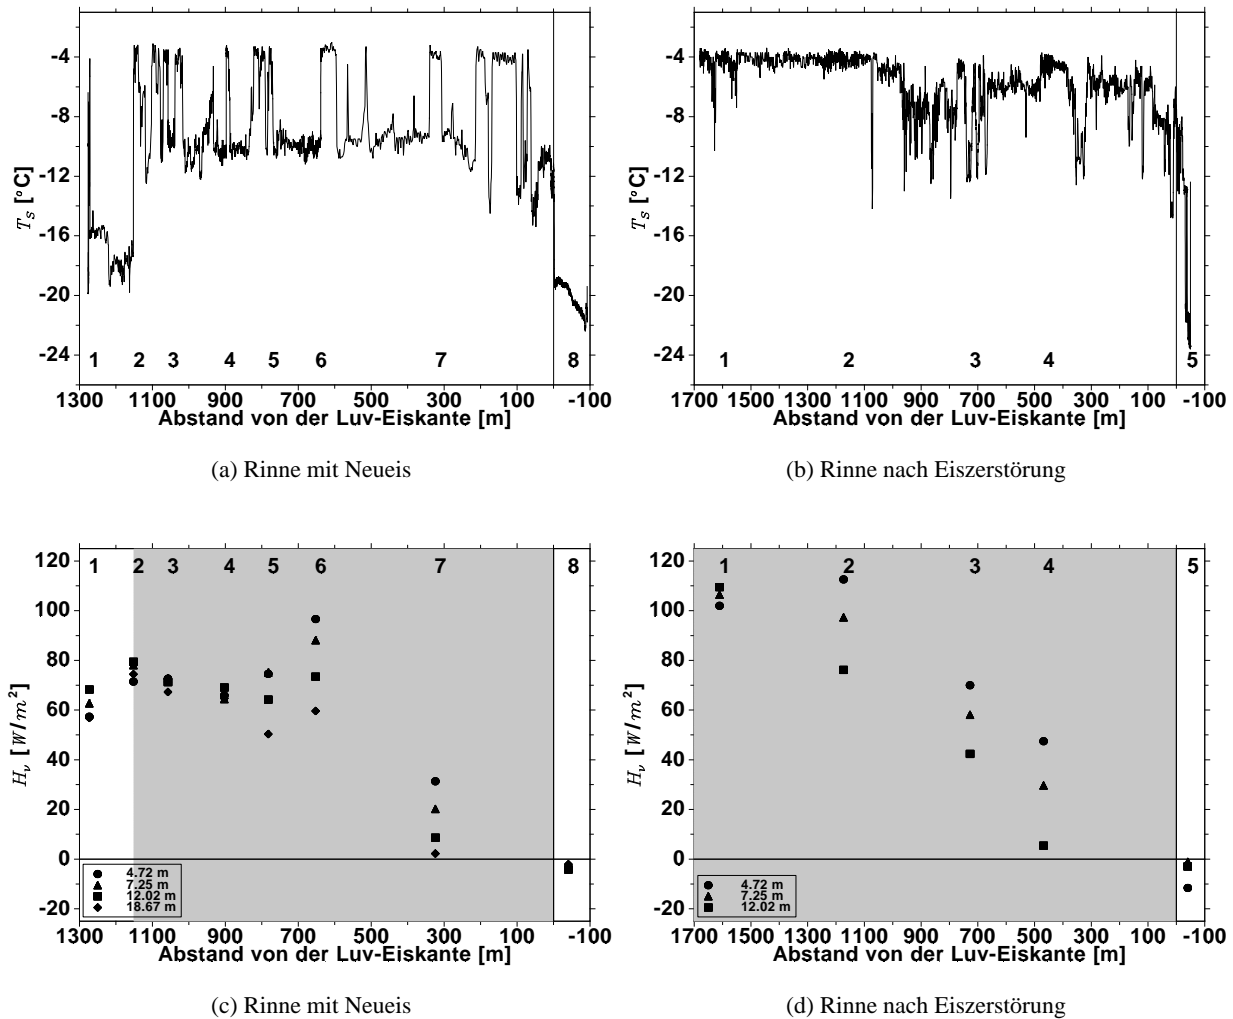 -4
-8
-12
-16
-20
-24
T_s [°C]
1 2 3 4 5 6 7 8
1300 1100 900 700 500 300 100 -100
Abstand von der Luv-Eiskante [m]
(a) Rinne mit Neueis
-4
-8
-12
-16
-20
-24
T_s [°C]
1 2 3 4 5
1700 1500 1300 1100 900 700 500 300 100 -100
Abstand von der Luv-Eiskante [m]
(b) Rinne nach Eiszerstörung
120
100
80
60
40
20
0
-20
H_ν [W/m²]
1 2 3 4 5 6 7 8
4.72 m
7.25 m
12.02 m
18.67 m
1300 1100 900 700 500 300 100 -100
Abstand von der Luv-Eiskante [m]
(c) Rinne mit Neueis
120
100
80
60
40
20
0
-20
H_ν [W/m²]
1 2 3 4 5
4.72 m
7.25 m
12.02 m
1700 1500 1300 1100 900 700 500 300 100 -100
Abstand von der Luv-Eiskante [m]
(d) Rinne nach Eiszerstörung